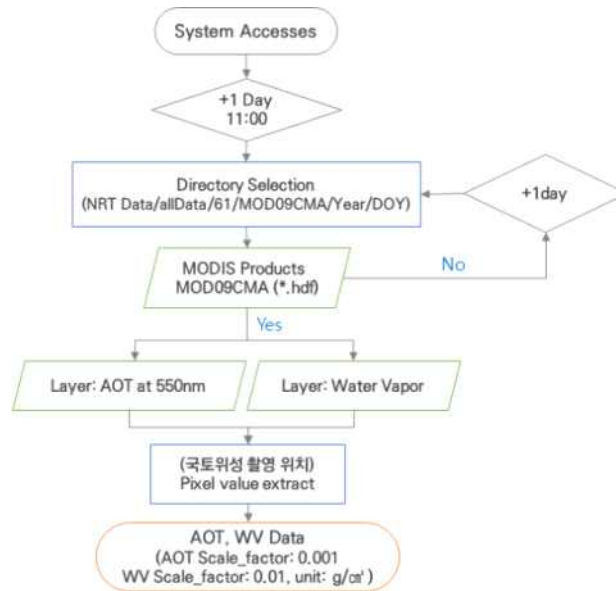 System Accesses
+1 Day
11:00
Directory Selection
(NRT Data/allData/61/MOD09CMA/Year/DOY)
+1day
MODIS Products
MOD09CMA (*.hdf)
No
Yes
Layer: AOT at 550nm
Layer: Water Vapor
(국토위성 촬영 위치)
Pixel value extract
AOT, WV Data
(AOT Scale_factor: 0.001
WV Scale_factor: 0.01, unit: g/㎠)